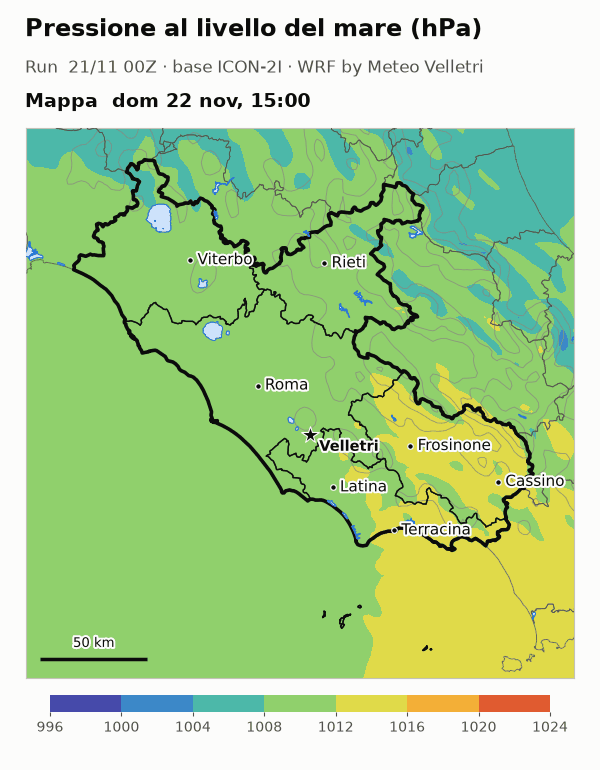 Pressione al livello del mare (hPa)
Run  21/11 00Z · base ICON-2I · WRF by Meteo Velletri
Mappa  dom 22 nov, 15:00
Viterbo
Rieti
Roma
Velletri
Frosinone
Latina
Cassino
Terracina
50 km
996 1000 1004 1008 1012 1016 1020 1024